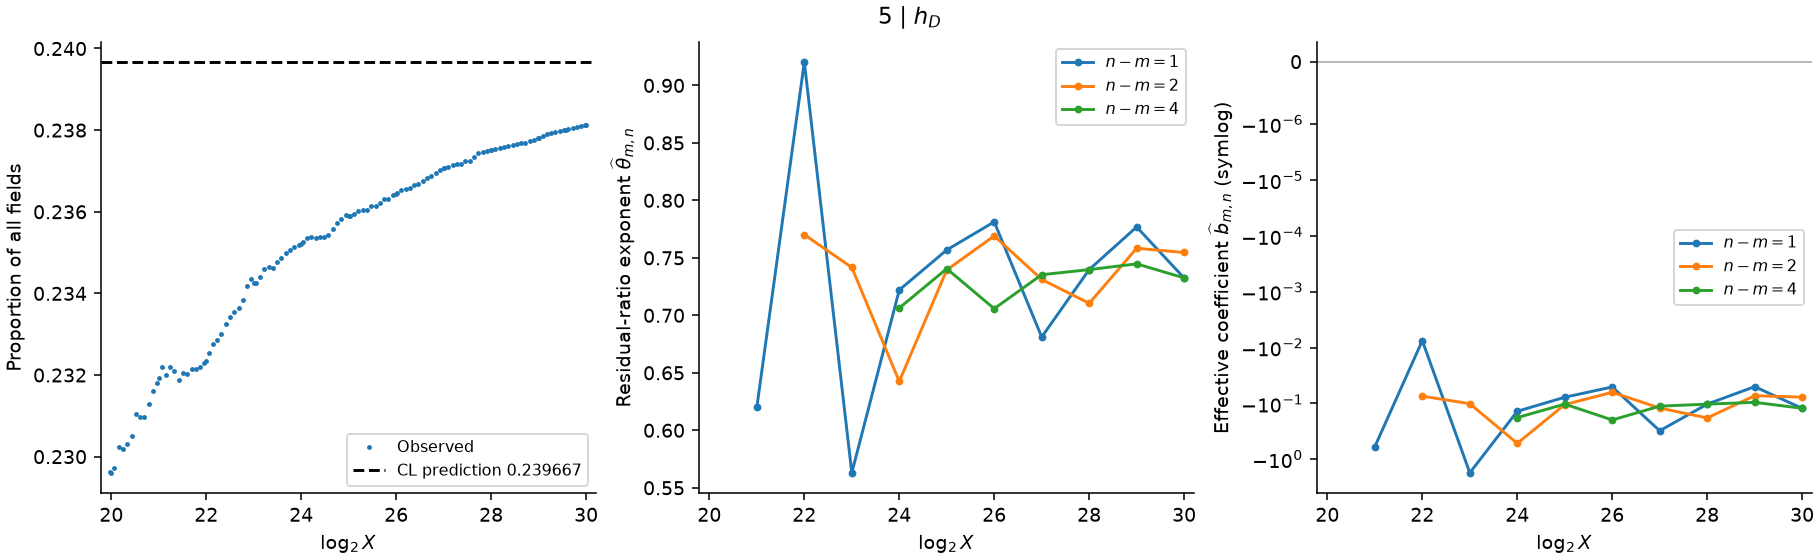 5 | h_D
Proportion of all fields
0.240
0.238
0.236
0.234
0.232
0.230
Observed
CL prediction 0.239667
20 22 24 26 28 30
log₂ X
Residual-ratio exponent θ̂_{m,n}
0.90
0.85
0.80
0.75
0.70
0.65
0.60
0.55
n − m = 1
n − m = 2
n − m = 4
20 22 24 26 28 30
log₂ X
Effective coefficient b̂_{m,n} (symlog)
0
−10⁻⁶
−10⁻⁵
−10⁻⁴
−10⁻³
−10⁻²
−10⁻¹
−10⁰
n − m = 1
n − m = 2
n − m = 4
20 22 24 26 28 30
log₂ X